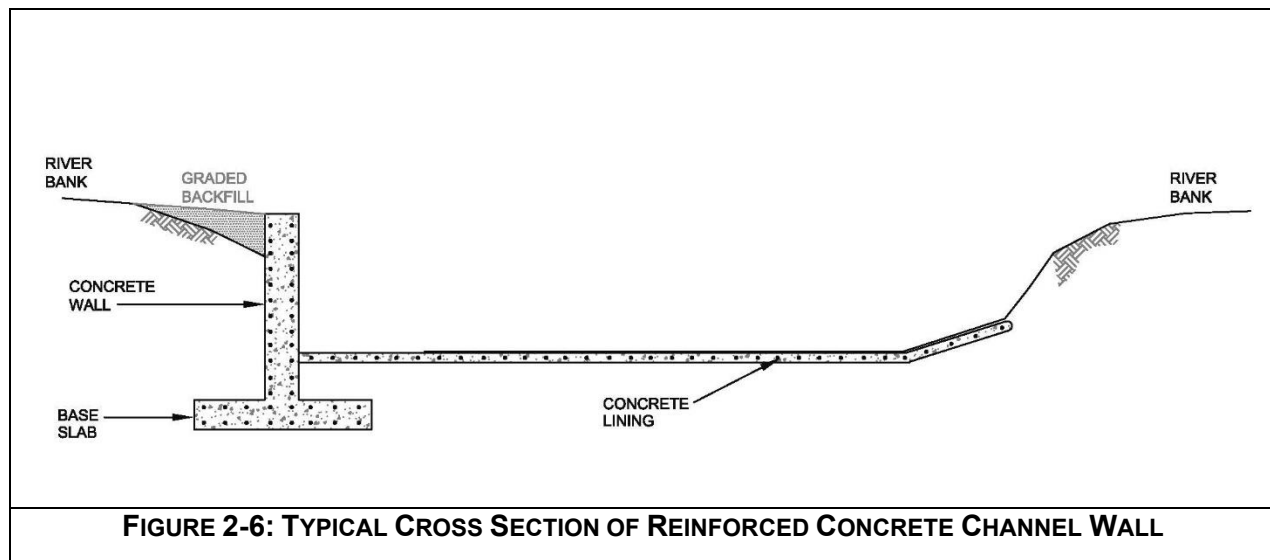 RIVER
BANK
GRADED
BACKFILL
RIVER
BANK
CONCRETE
WALL
BASE
SLAB
CONCRETE
LINING
FIGURE 2-6: TYPICAL CROSS SECTION OF REINFORCED CONCRETE CHANNEL WALL